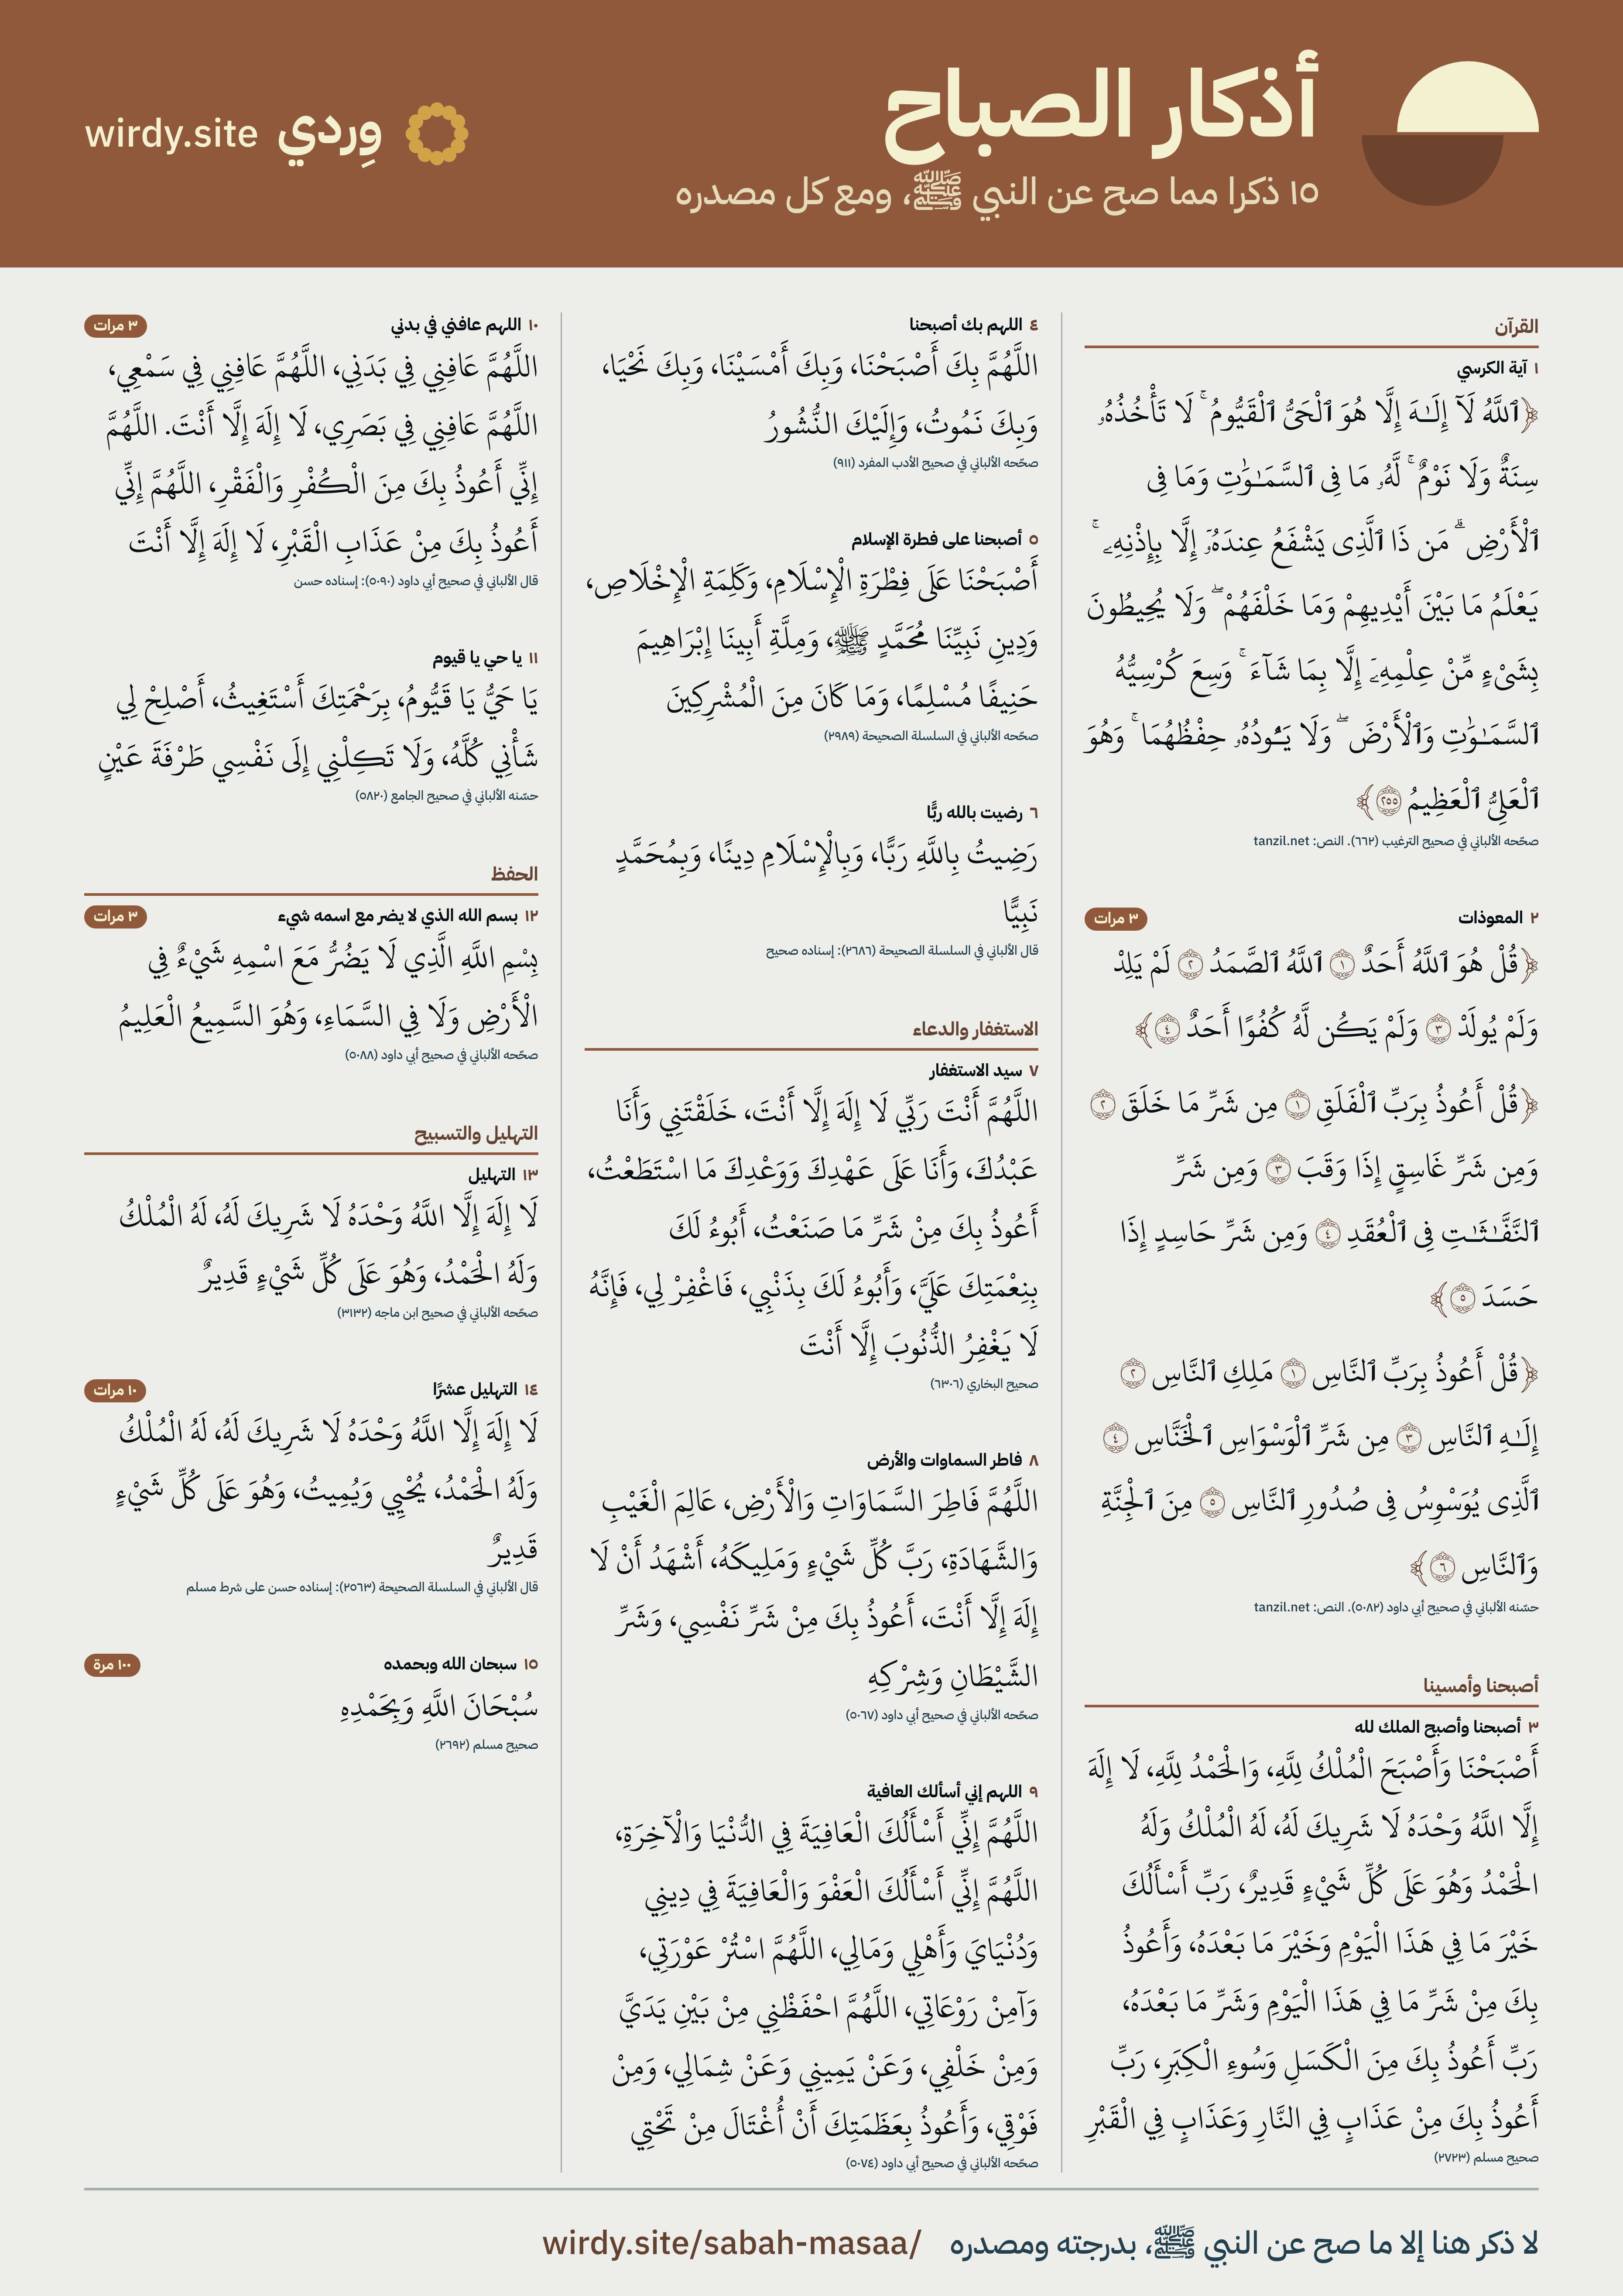 أذكار الصباح
١٥ ذكرا مما صح عن النبي ﷺ، ومع كل مصدره
وِردي wirdy.site
القرآن
١ آية الكرسي
﴿ٱللَّهُ لَآ إِلَـٰهَ إِلَّا هُوَ ٱلْحَىُّ ٱلْقَيُّومُ ۚ لَا تَأْخُذُهُۥ
سِنَةٌ وَلَا نَوْمٌ ۚ لَّهُۥ مَا فِى ٱلسَّمَـٰوَٰتِ وَمَا فِى
ٱلْأَرْضِ ۗ مَن ذَا ٱلَّذِى يَشْفَعُ عِندَهُۥٓ إِلَّا بِإِذْنِهِۦ ۚ
يَعْلَمُ مَا بَيْنَ أَيْدِيهِمْ وَمَا خَلْفَهُمْ ۖ وَلَا يُحِيطُونَ
بِشَىْءٍ مِّنْ عِلْمِهِۦٓ إِلَّا بِمَا شَآءَ ۚ وَسِعَ كُرْسِيُّهُ
ٱلسَّمَـٰوَٰتِ وَٱلْأَرْضَ ۖ وَلَا يَـُٔودُهُۥ حِفْظُهُمَا ۚ وَهُوَ
ٱلْعَلِىُّ ٱلْعَظِيمُ ۝٢٥٥﴾
صحّحه الألباني في صحيح الترغيب (٦٦٢). النص: tanzil.net
٢ المعوذات
٣ مرات
﴿قُلْ هُوَ ٱللَّهُ أَحَدٌ ۝١ ٱللَّهُ ٱلصَّمَدُ ۝٢ لَمْ يَلِدْ
وَلَمْ يُولَدْ ۝٣ وَلَمْ يَكُن لَّهُ كُفُوًا أَحَدٌ ۝٤﴾
﴿قُلْ أَعُوذُ بِرَبِّ ٱلْفَلَقِ ۝١ مِن شَرِّ مَا خَلَقَ ۝٢
وَمِن شَرِّ غَاسِقٍ إِذَا وَقَبَ ۝٣ وَمِن شَرِّ
ٱلنَّفَّـٰثَـٰتِ فِى ٱلْعُقَدِ ۝٤ وَمِن شَرِّ حَاسِدٍ إِذَا
حَسَدَ ۝٥﴾
﴿قُلْ أَعُوذُ بِرَبِّ ٱلنَّاسِ ۝١ مَلِكِ ٱلنَّاسِ ۝٢
إِلَـٰهِ ٱلنَّاسِ ۝٣ مِن شَرِّ ٱلْوَسْوَاسِ ٱلْخَنَّاسِ ۝٤
ٱلَّذِى يُوَسْوِسُ فِى صُدُورِ ٱلنَّاسِ ۝٥ مِنَ ٱلْجِنَّةِ
وَٱلنَّاسِ ۝٦﴾
حسّنه الألباني في صحيح أبي داود (٥٠٨٢). النص: tanzil.net
أصبحنا وأمسينا
٣ أصبحنا وأصبح الملك لله
أَصْبَحْنَا وَأَصْبَحَ الْمُلْكُ لِلَّهِ، وَالْحَمْدُ لِلَّهِ، لَا إِلَهَ
إِلَّا اللَّهُ وَحْدَهُ لَا شَرِيكَ لَهُ، لَهُ الْمُلْكُ وَلَهُ
الْحَمْدُ وَهُوَ عَلَى كُلِّ شَيْءٍ قَدِيرٌ، رَبِّ أَسْأَلُكَ
خَيْرَ مَا فِي هَذَا الْيَوْمِ وَخَيْرَ مَا بَعْدَهُ، وَأَعُوذُ
بِكَ مِنْ شَرِّ مَا فِي هَذَا الْيَوْمِ وَشَرِّ مَا بَعْدَهُ،
رَبِّ أَعُوذُ بِكَ مِنَ الْكَسَلِ وَسُوءِ الْكِبَرِ، رَبِّ
أَعُوذُ بِكَ مِنْ عَذَابٍ فِي النَّارِ وَعَذَابٍ فِي الْقَبْرِ
صحيح مسلم (٢٧٢٣)
٤ اللهم بك أصبحنا
اللَّهُمَّ بِكَ أَصْبَحْنَا، وَبِكَ أَمْسَيْنَا، وَبِكَ نَحْيَا،
وَبِكَ نَمُوتُ، وَإِلَيْكَ النُّشُورُ
صحّحه الألباني في صحيح الأدب المفرد (٩١١)
٥ أصبحنا على فطرة الإسلام
أَصْبَحْنَا عَلَى فِطْرَةِ الْإِسْلَامِ، وَكَلِمَةِ الْإِخْلَاصِ،
وَدِينِ نَبِيِّنَا مُحَمَّدٍ ﷺ، وَمِلَّةِ أَبِينَا إِبْرَاهِيمَ
حَنِيفًا مُسْلِمًا، وَمَا كَانَ مِنَ الْمُشْرِكِينَ
صحّحه الألباني في السلسلة الصحيحة (٢٩٨٩)
٦ رضيت بالله ربًّا
رَضِيتُ بِاللَّهِ رَبًّا، وَبِالْإِسْلَامِ دِينًا، وَبِمُحَمَّدٍ
نَبِيًّا
قال الألباني في السلسلة الصحيحة (٢٦٨٦): إسناده صحيح
الاستغفار والدعاء
٧ سيد الاستغفار
اللَّهُمَّ أَنْتَ رَبِّي لَا إِلَهَ إِلَّا أَنْتَ، خَلَقْتَنِي وَأَنَا
عَبْدُكَ، وَأَنَا عَلَى عَهْدِكَ وَوَعْدِكَ مَا اسْتَطَعْتُ،
أَعُوذُ بِكَ مِنْ شَرِّ مَا صَنَعْتُ، أَبُوءُ لَكَ
بِنِعْمَتِكَ عَلَيَّ، وَأَبُوءُ لَكَ بِذَنْبِي، فَاغْفِرْ لِي، فَإِنَّهُ
لَا يَغْفِرُ الذُّنُوبَ إِلَّا أَنْتَ
صحيح البخاري (٦٣٠٦)
٨ فاطر السماوات والأرض
اللَّهُمَّ فَاطِرَ السَّمَاوَاتِ وَالْأَرْضِ، عَالِمَ الْغَيْبِ
وَالشَّهَادَةِ، رَبَّ كُلِّ شَيْءٍ وَمَلِيكَهُ، أَشْهَدُ أَنْ لَا
إِلَهَ إِلَّا أَنْتَ، أَعُوذُ بِكَ مِنْ شَرِّ نَفْسِي، وَشَرِّ
الشَّيْطَانِ وَشِرْكِهِ
صحّحه الألباني في صحيح أبي داود (٥٠٦٧)
٩ اللهم إني أسألك العافية
اللَّهُمَّ إِنِّي أَسْأَلُكَ الْعَافِيَةَ فِي الدُّنْيَا وَالْآخِرَةِ،
اللَّهُمَّ إِنِّي أَسْأَلُكَ الْعَفْوَ وَالْعَافِيَةَ فِي دِينِي
وَدُنْيَايَ وَأَهْلِي وَمَالِي، اللَّهُمَّ اسْتُرْ عَوْرَتِي،
وَآمِنْ رَوْعَاتِي، اللَّهُمَّ احْفَظْنِي مِنْ بَيْنِ يَدَيَّ
وَمِنْ خَلْفِي، وَعَنْ يَمِينِي وَعَنْ شِمَالِي، وَمِنْ
فَوْقِي، وَأَعُوذُ بِعَظَمَتِكَ أَنْ أُغْتَالَ مِنْ تَحْتِي
صحّحه الألباني في صحيح أبي داود (٥٠٧٤)
١٠ اللهم عافني في بدني
٣ مرات
اللَّهُمَّ عَافِنِي فِي بَدَنِي، اللَّهُمَّ عَافِنِي فِي سَمْعِي،
اللَّهُمَّ عَافِنِي فِي بَصَرِي، لَا إِلَهَ إِلَّا أَنْتَ. اللَّهُمَّ
إِنِّي أَعُوذُ بِكَ مِنَ الْكُفْرِ وَالْفَقْرِ، اللَّهُمَّ إِنِّي
أَعُوذُ بِكَ مِنْ عَذَابِ الْقَبْرِ، لَا إِلَهَ إِلَّا أَنْتَ
قال الألباني في صحيح أبي داود (٥٠٩٠): إسناده حسن
١١ يا حي يا قيوم
يَا حَيُّ يَا قَيُّومُ، بِرَحْمَتِكَ أَسْتَغِيثُ، أَصْلِحْ لِي
شَأْنِي كُلَّهُ، وَلَا تَكِلْنِي إِلَى نَفْسِي طَرْفَةَ عَيْنٍ
حسّنه الألباني في صحيح الجامع (٥٨٢٠)
الحفظ
١٢ بسم الله الذي لا يضر مع اسمه شيء
٣ مرات
بِسْمِ اللَّهِ الَّذِي لَا يَضُرُّ مَعَ اسْمِهِ شَيْءٌ فِي
الْأَرْضِ وَلَا فِي السَّمَاءِ، وَهُوَ السَّمِيعُ الْعَلِيمُ
صحّحه الألباني في صحيح أبي داود (٥٠٨٨)
التهليل والتسبيح
١٣ التهليل
لَا إِلَهَ إِلَّا اللَّهُ وَحْدَهُ لَا شَرِيكَ لَهُ، لَهُ الْمُلْكُ
وَلَهُ الْحَمْدُ، وَهُوَ عَلَى كُلِّ شَيْءٍ قَدِيرٌ
صحّحه الألباني في صحيح ابن ماجه (٣١٣٢)
١٤ التهليل عشرًا
١٠ مرات
لَا إِلَهَ إِلَّا اللَّهُ وَحْدَهُ لَا شَرِيكَ لَهُ، لَهُ الْمُلْكُ
وَلَهُ الْحَمْدُ، يُحْيِي وَيُمِيتُ، وَهُوَ عَلَى كُلِّ شَيْءٍ
قَدِيرٌ
قال الألباني في السلسلة الصحيحة (٢٥٦٣): إسناده حسن على شرط مسلم
١٥ سبحان الله وبحمده
١٠٠ مرة
سُبْحَانَ اللَّهِ وَبِحَمْدِهِ
صحيح مسلم (٢٦٩٢)
لا ذكر هنا إلا ما صح عن النبي ﷺ، بدرجته ومصدره wirdy.site/sabah-masaa/